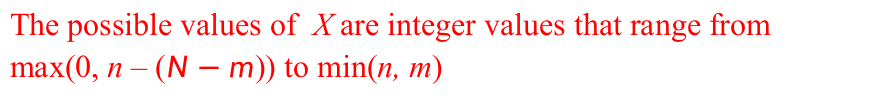 The possible values of X are integer values that range from
max(0, n – (N – m)) to min(n, m)